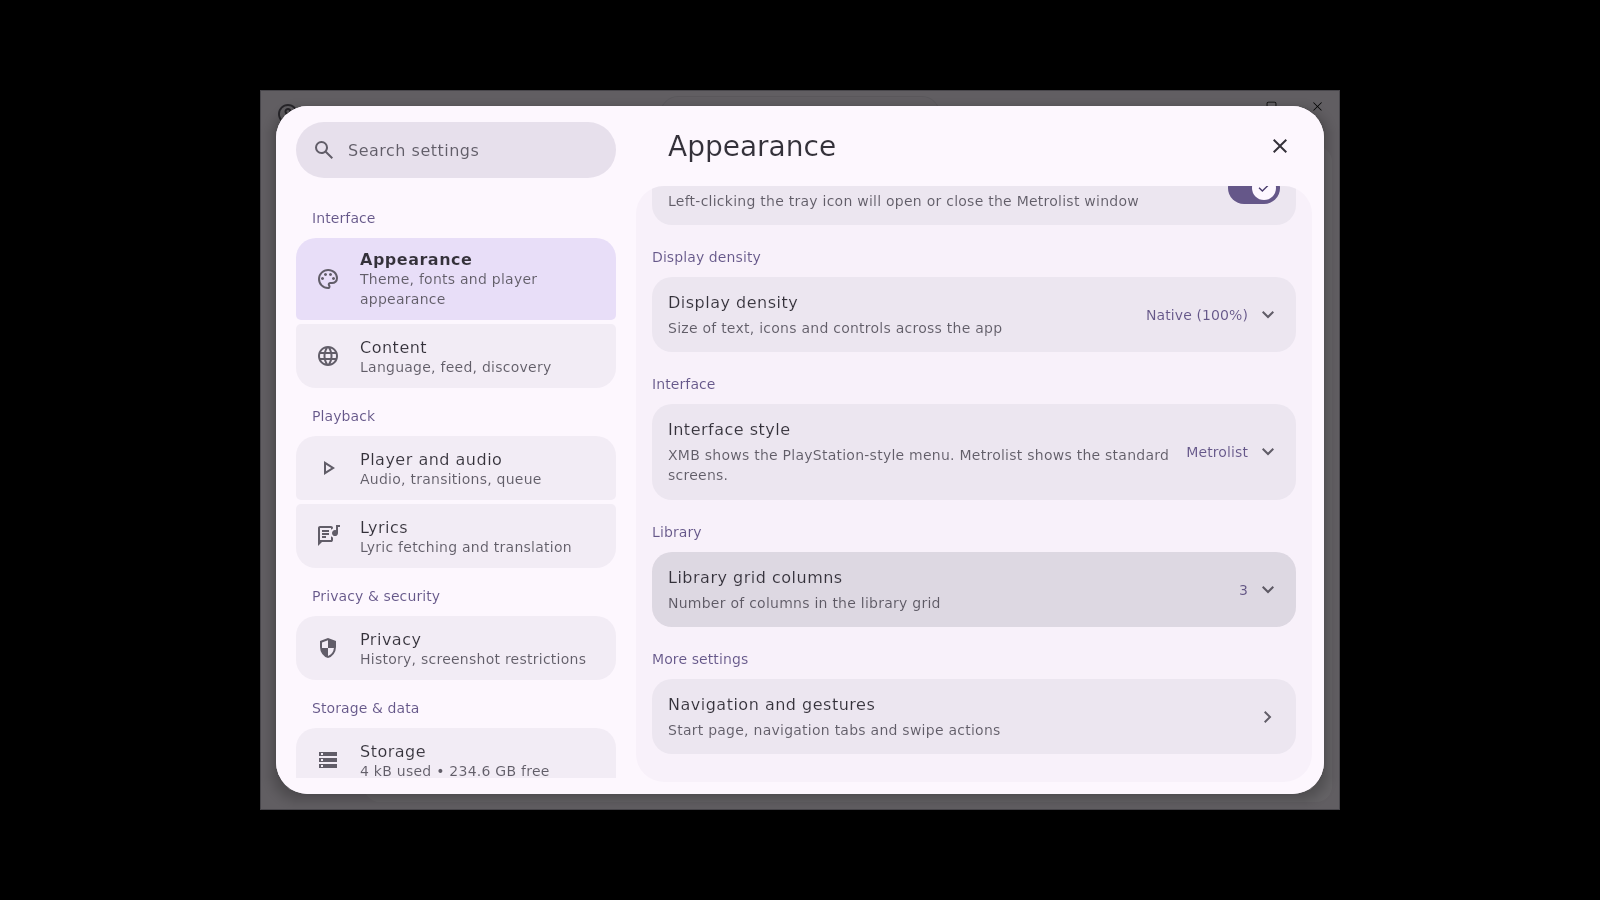 Search settings
Interface
Appearance
Theme, fonts and player
appearance
Content
Language, feed, discovery
Playback
Player and audio
Audio, transitions, queue
Lyrics
Lyric fetching and translation
Privacy & security
Privacy
History, screenshot restrictions
Storage & data
Storage
4 kB used • 234.6 GB free
Appearance
Left-clicking the tray icon will open or close the Metrolist window
Display density
Display density
Size of text, icons and controls across the app
Native (100%)
Interface
Interface style
XMB shows the PlayStation-style menu. Metrolist shows the standard
screens.
Metrolist
Library
Library grid columns
Number of columns in the library grid
3
More settings
Navigation and gestures
Start page, navigation tabs and swipe actions